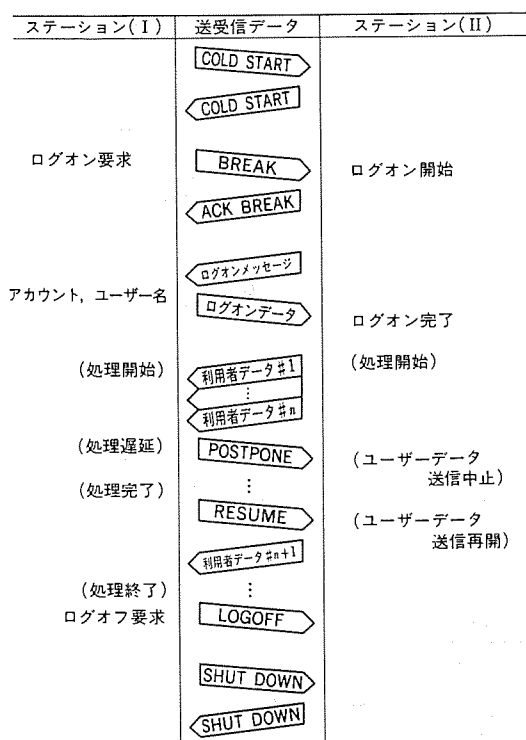 ステーション(Ⅰ) 送受信データ ステーション(Ⅱ)
COLD START
COLD START
ログオン要求 BREAK ログオン開始
ACK BREAK
ログオンメッセージ
アカウント，ユーザー名 ログオンデータ ログオン完了
(処理開始) 利用者データ#1 (処理開始)
⋮
利用者データ#n
(処理遅延) POSTPONE (ユーザーデータ
送信中止)
(処理完了) ⋮
RESUME (ユーザーデータ
送信再開)
利用者データ#n+1
(処理終了) ⋮
ログオフ要求 LOGOFF
SHUT DOWN
SHUT DOWN